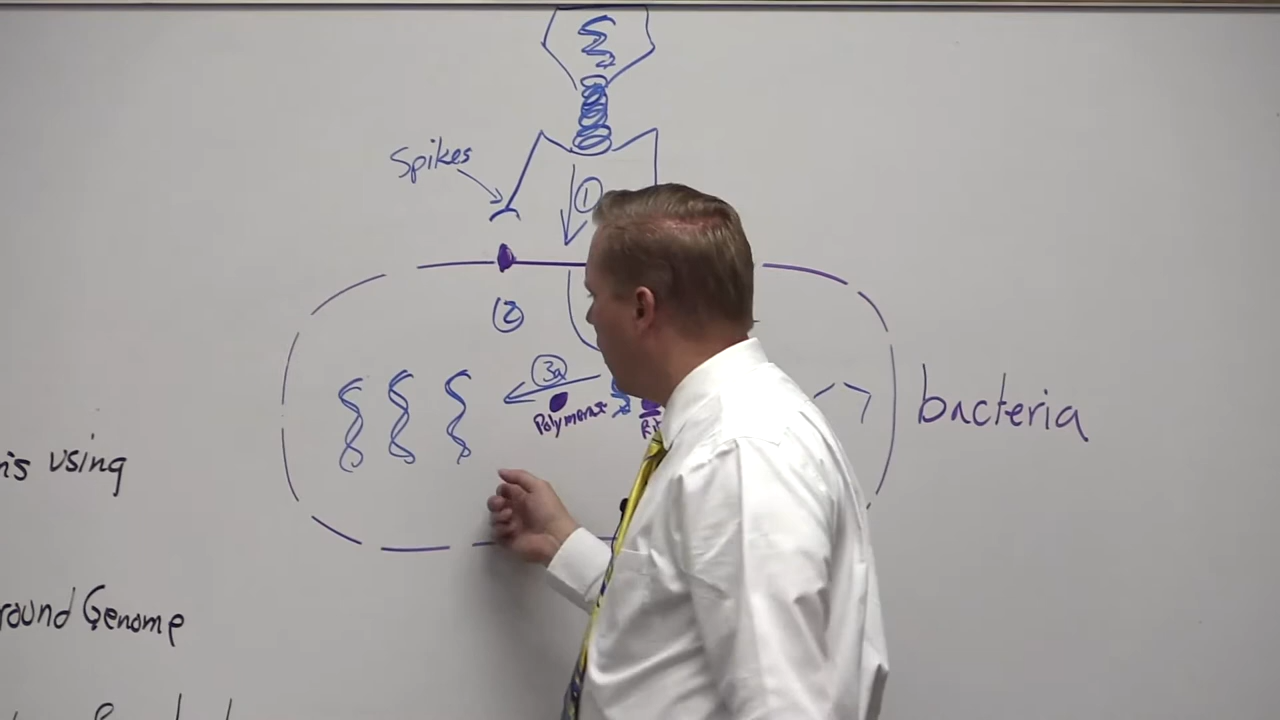 Spikes
①
②
3a
Polymerase
bacteria
is using
round Genome